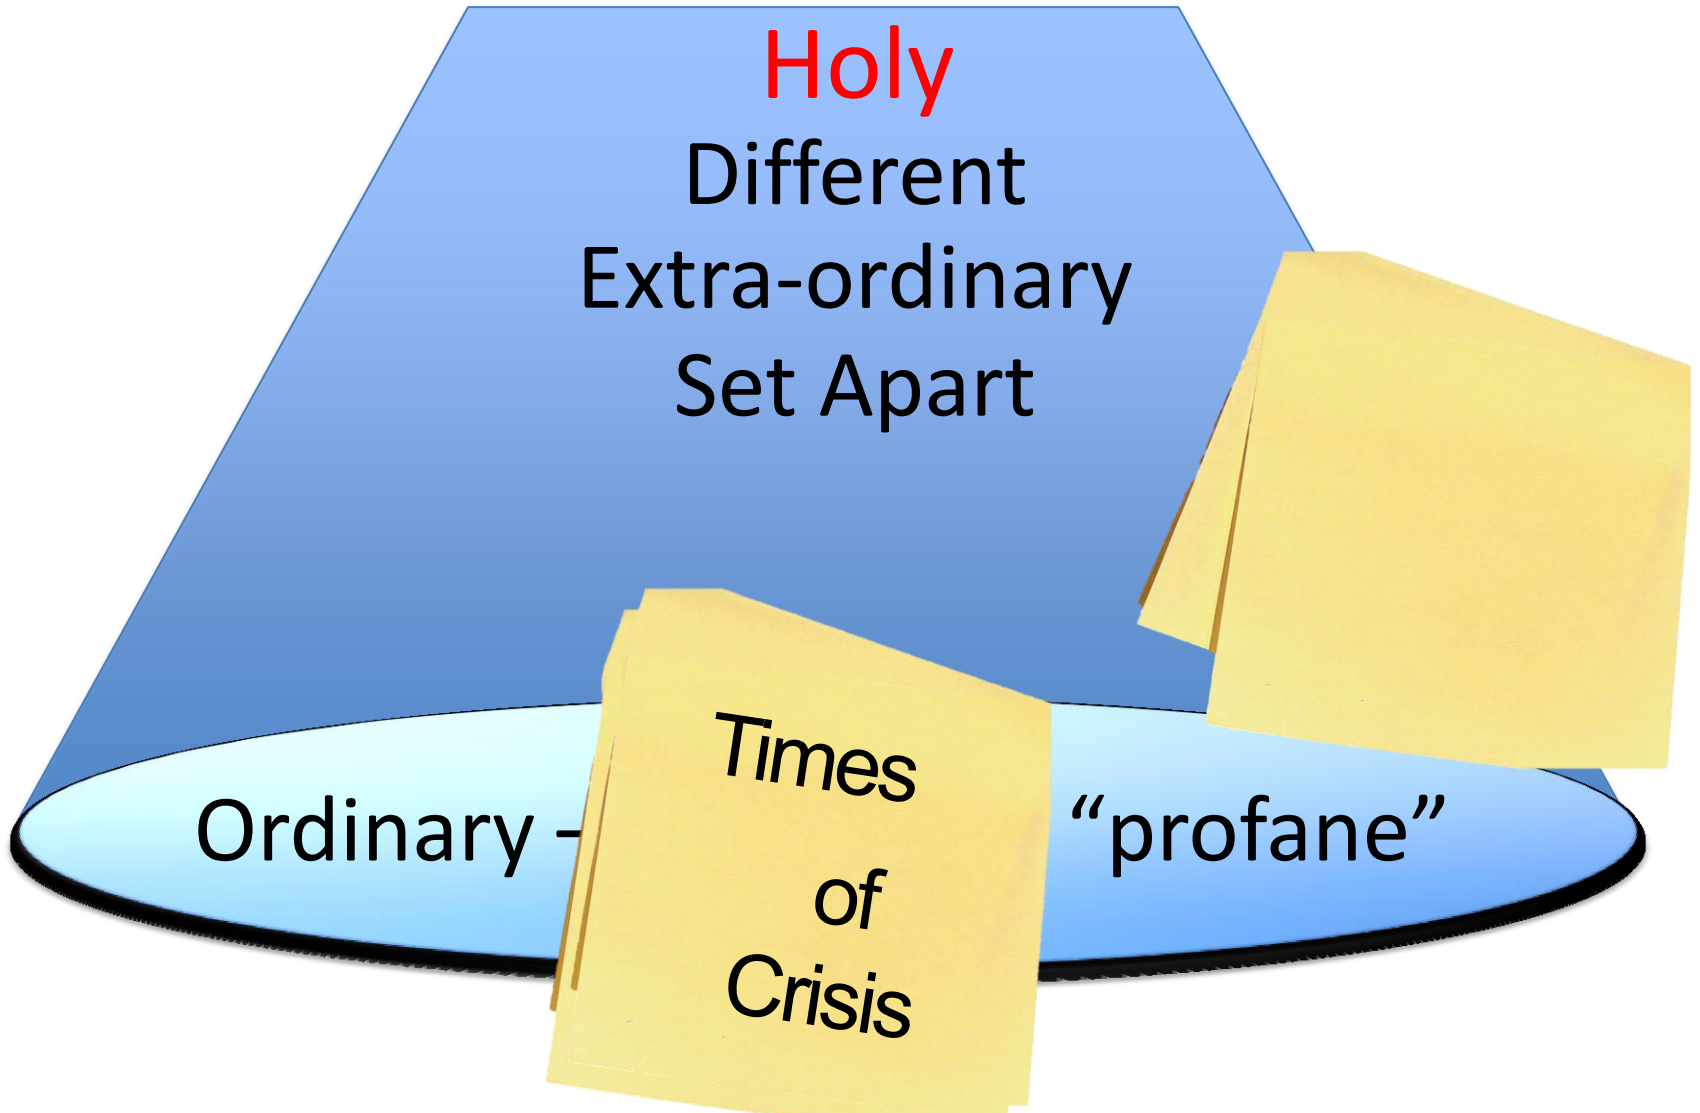 Holy
Different
Extra-ordinary
Set Apart
Ordinary – “profane”
Times
of
Crisis